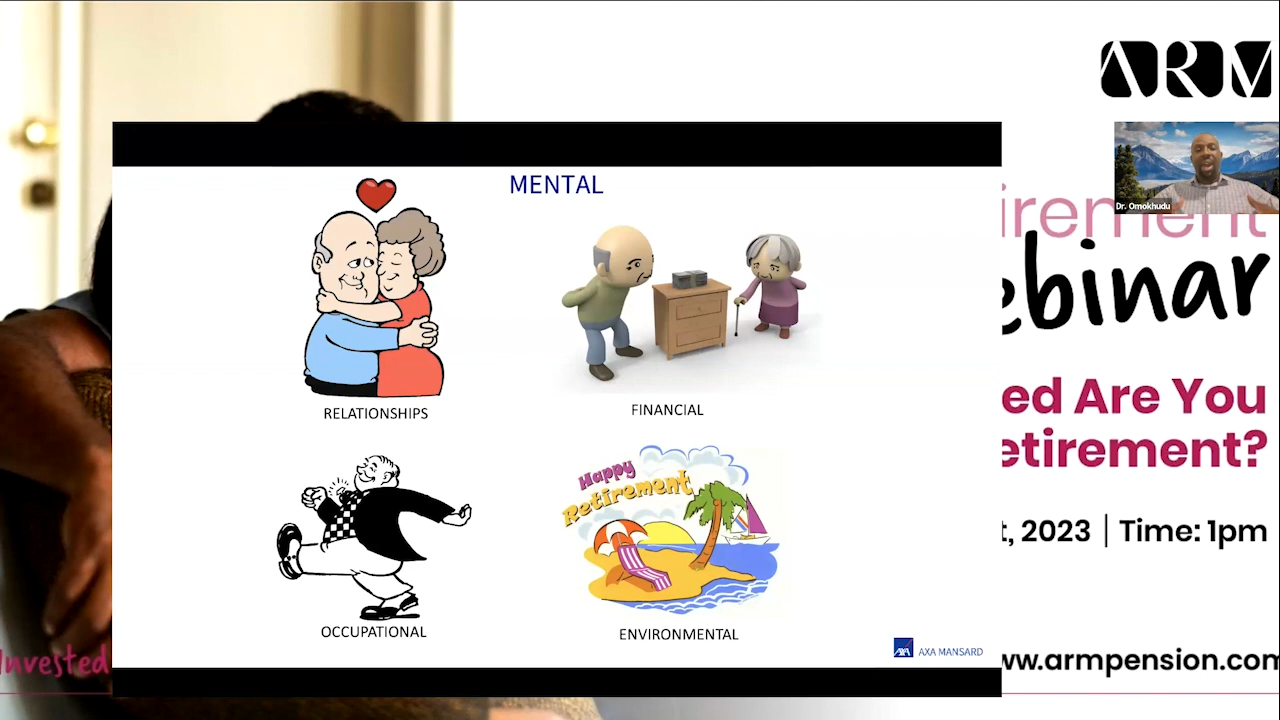 ARM
MENTAL
Dr. Omokhudu
irement
ebinar
RELATIONSHIPS
FINANCIAL
ed Are You
etirement?
Happy
Retirement
t, 2023 | Time: 1pm
OCCUPATIONAL
ENVIRONMENTAL
AXA
AXA MANSARD
Invested
ww.armpension.com